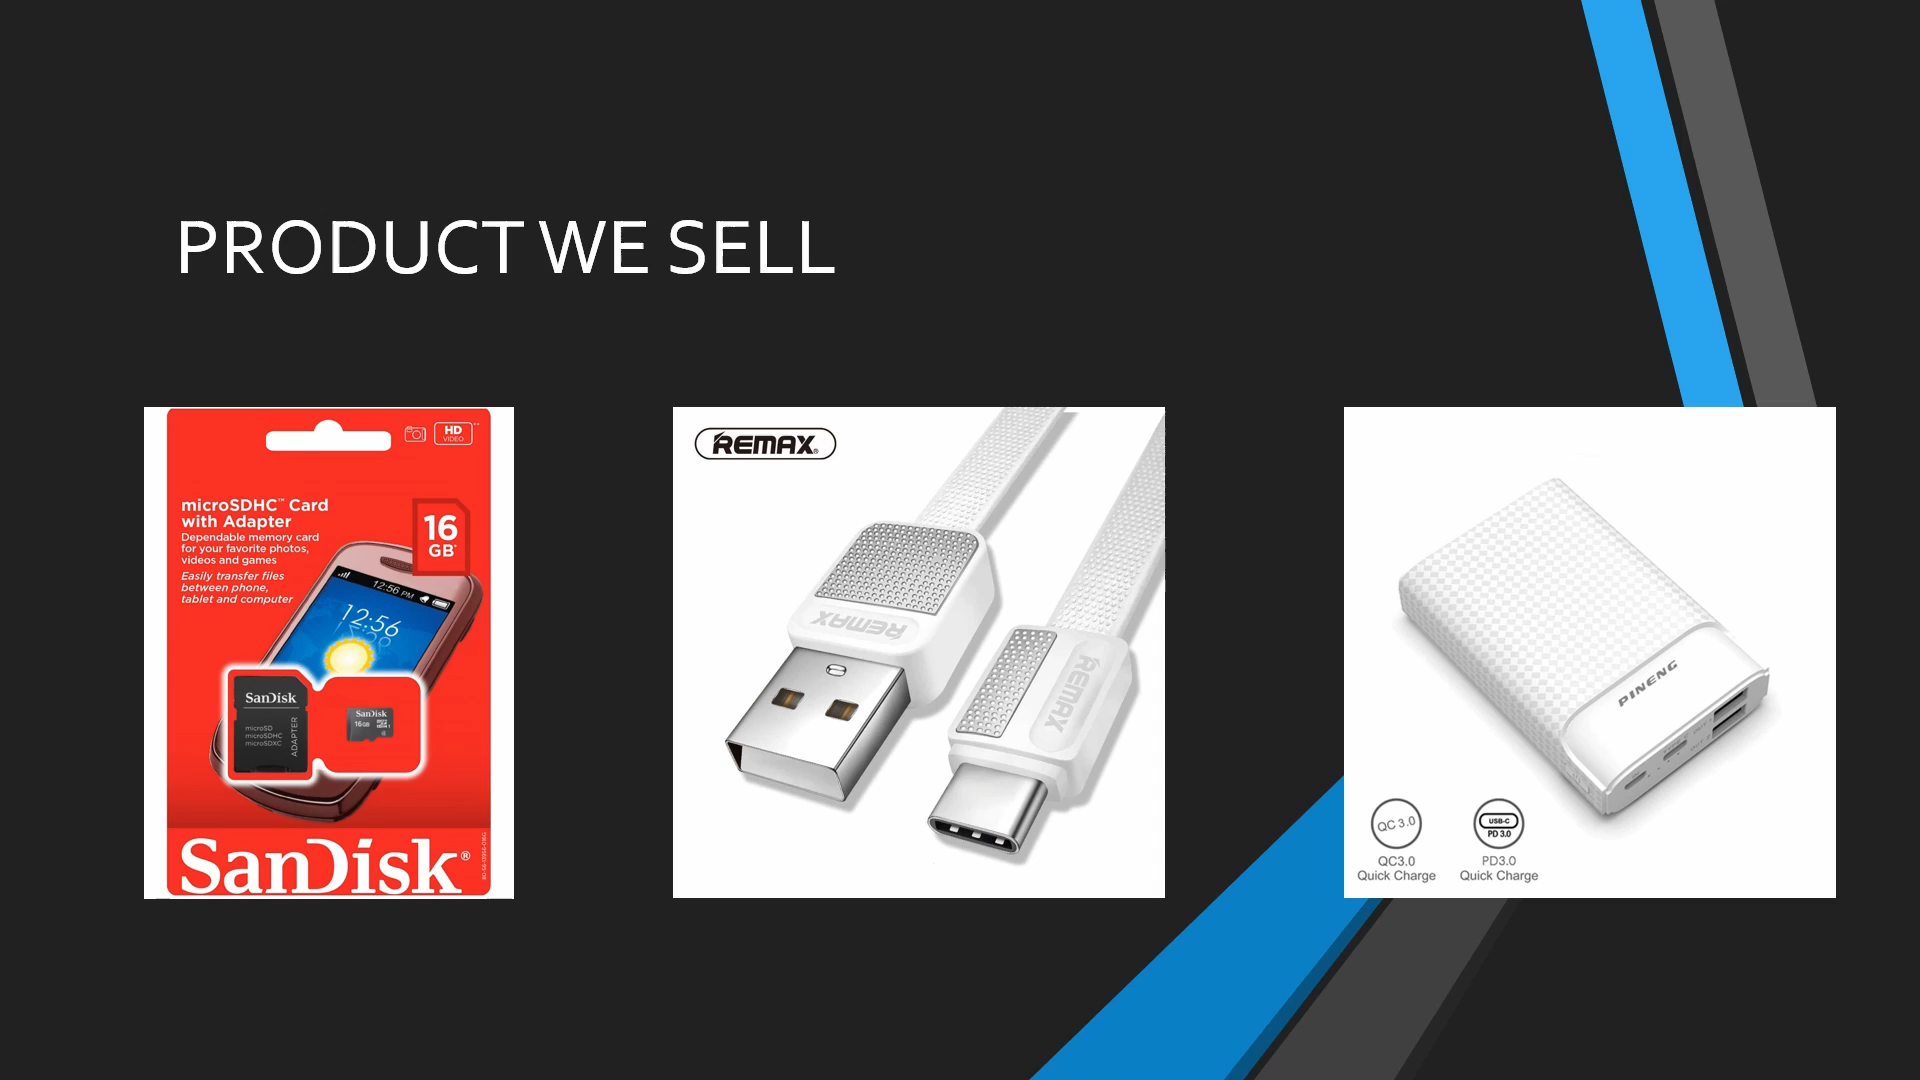 PRODUCT WE SELL
HD
VIDEO
microSDHC™ Card
with Adapter
Dependable memory card
for your favorite photos,
videos and games
Easily transfer files
between phone,
tablet and computer
16
GB*
12:56 PM
12:56
SanDisk
microSD
microSDHC
microSDXC
ADAPTER
SanDisk
16GB
SanDisk®
REMAX®
REMAX
REMAX
PINENG
QC 3.0
QC3.0
Quick Charge
USB-C
PD 3.0
PD3.0
Quick Charge